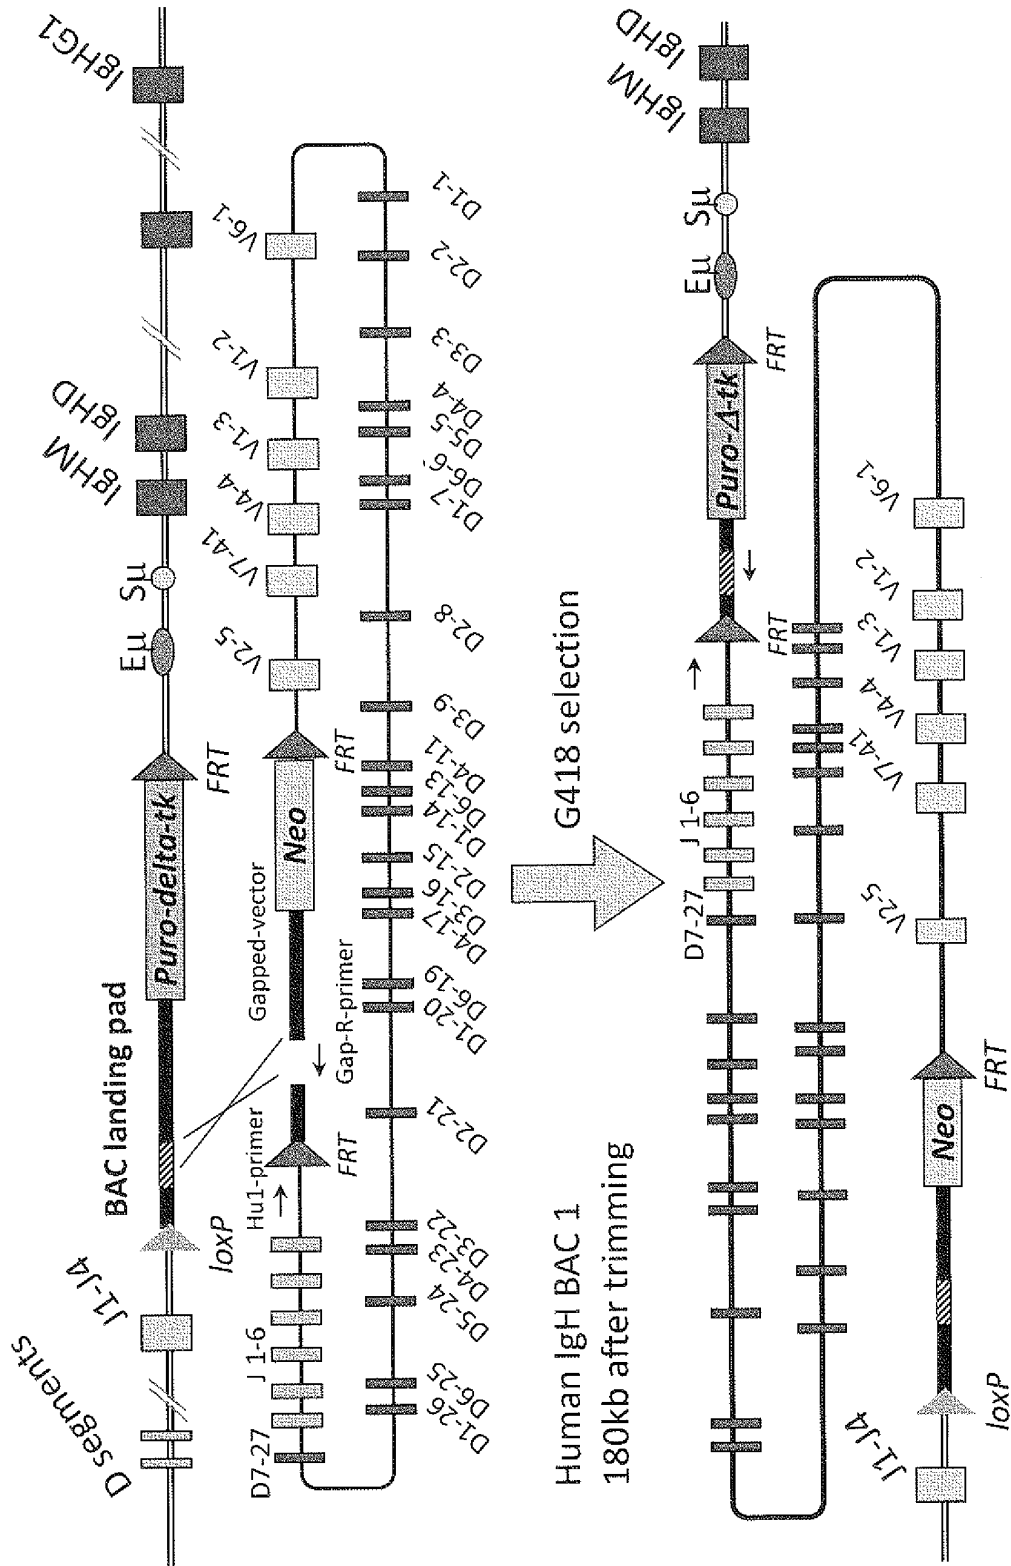 D segments
J1-J4
loxP
BAC landing pad
Puro-delta-tk
FRT
Eµ
Sµ
IgHM
IgHD
IgHG1
D7-27
J 1-6
Hu1-primer
FRT
Gap-R-primer
Gapped-vector
Neo
FRT
V2-5
V7-41
V4-4
V1-3
V1-2
V6-1
D1-26
D6-25
D5-24
D4-23
D3-22
D2-21
D1-20
D6-19
D4-17
D3-16
D2-15
D1-14
D6-13
D4-11
D3-9
D2-8
D1-7
D6-6
D5-5
D4-4
D3-3
D2-2
D1-1
Human IgH BAC 1
180kb after trimming
G418 selection
D7-27
J 1-6
FRT
Puro-Δ-tk
FRT
Eµ
Sµ
IgHM
IgHD
J1-J4
loxP
Neo
FRT
V2-5
V7-41
V4-4
V1-3
V1-2
V6-1